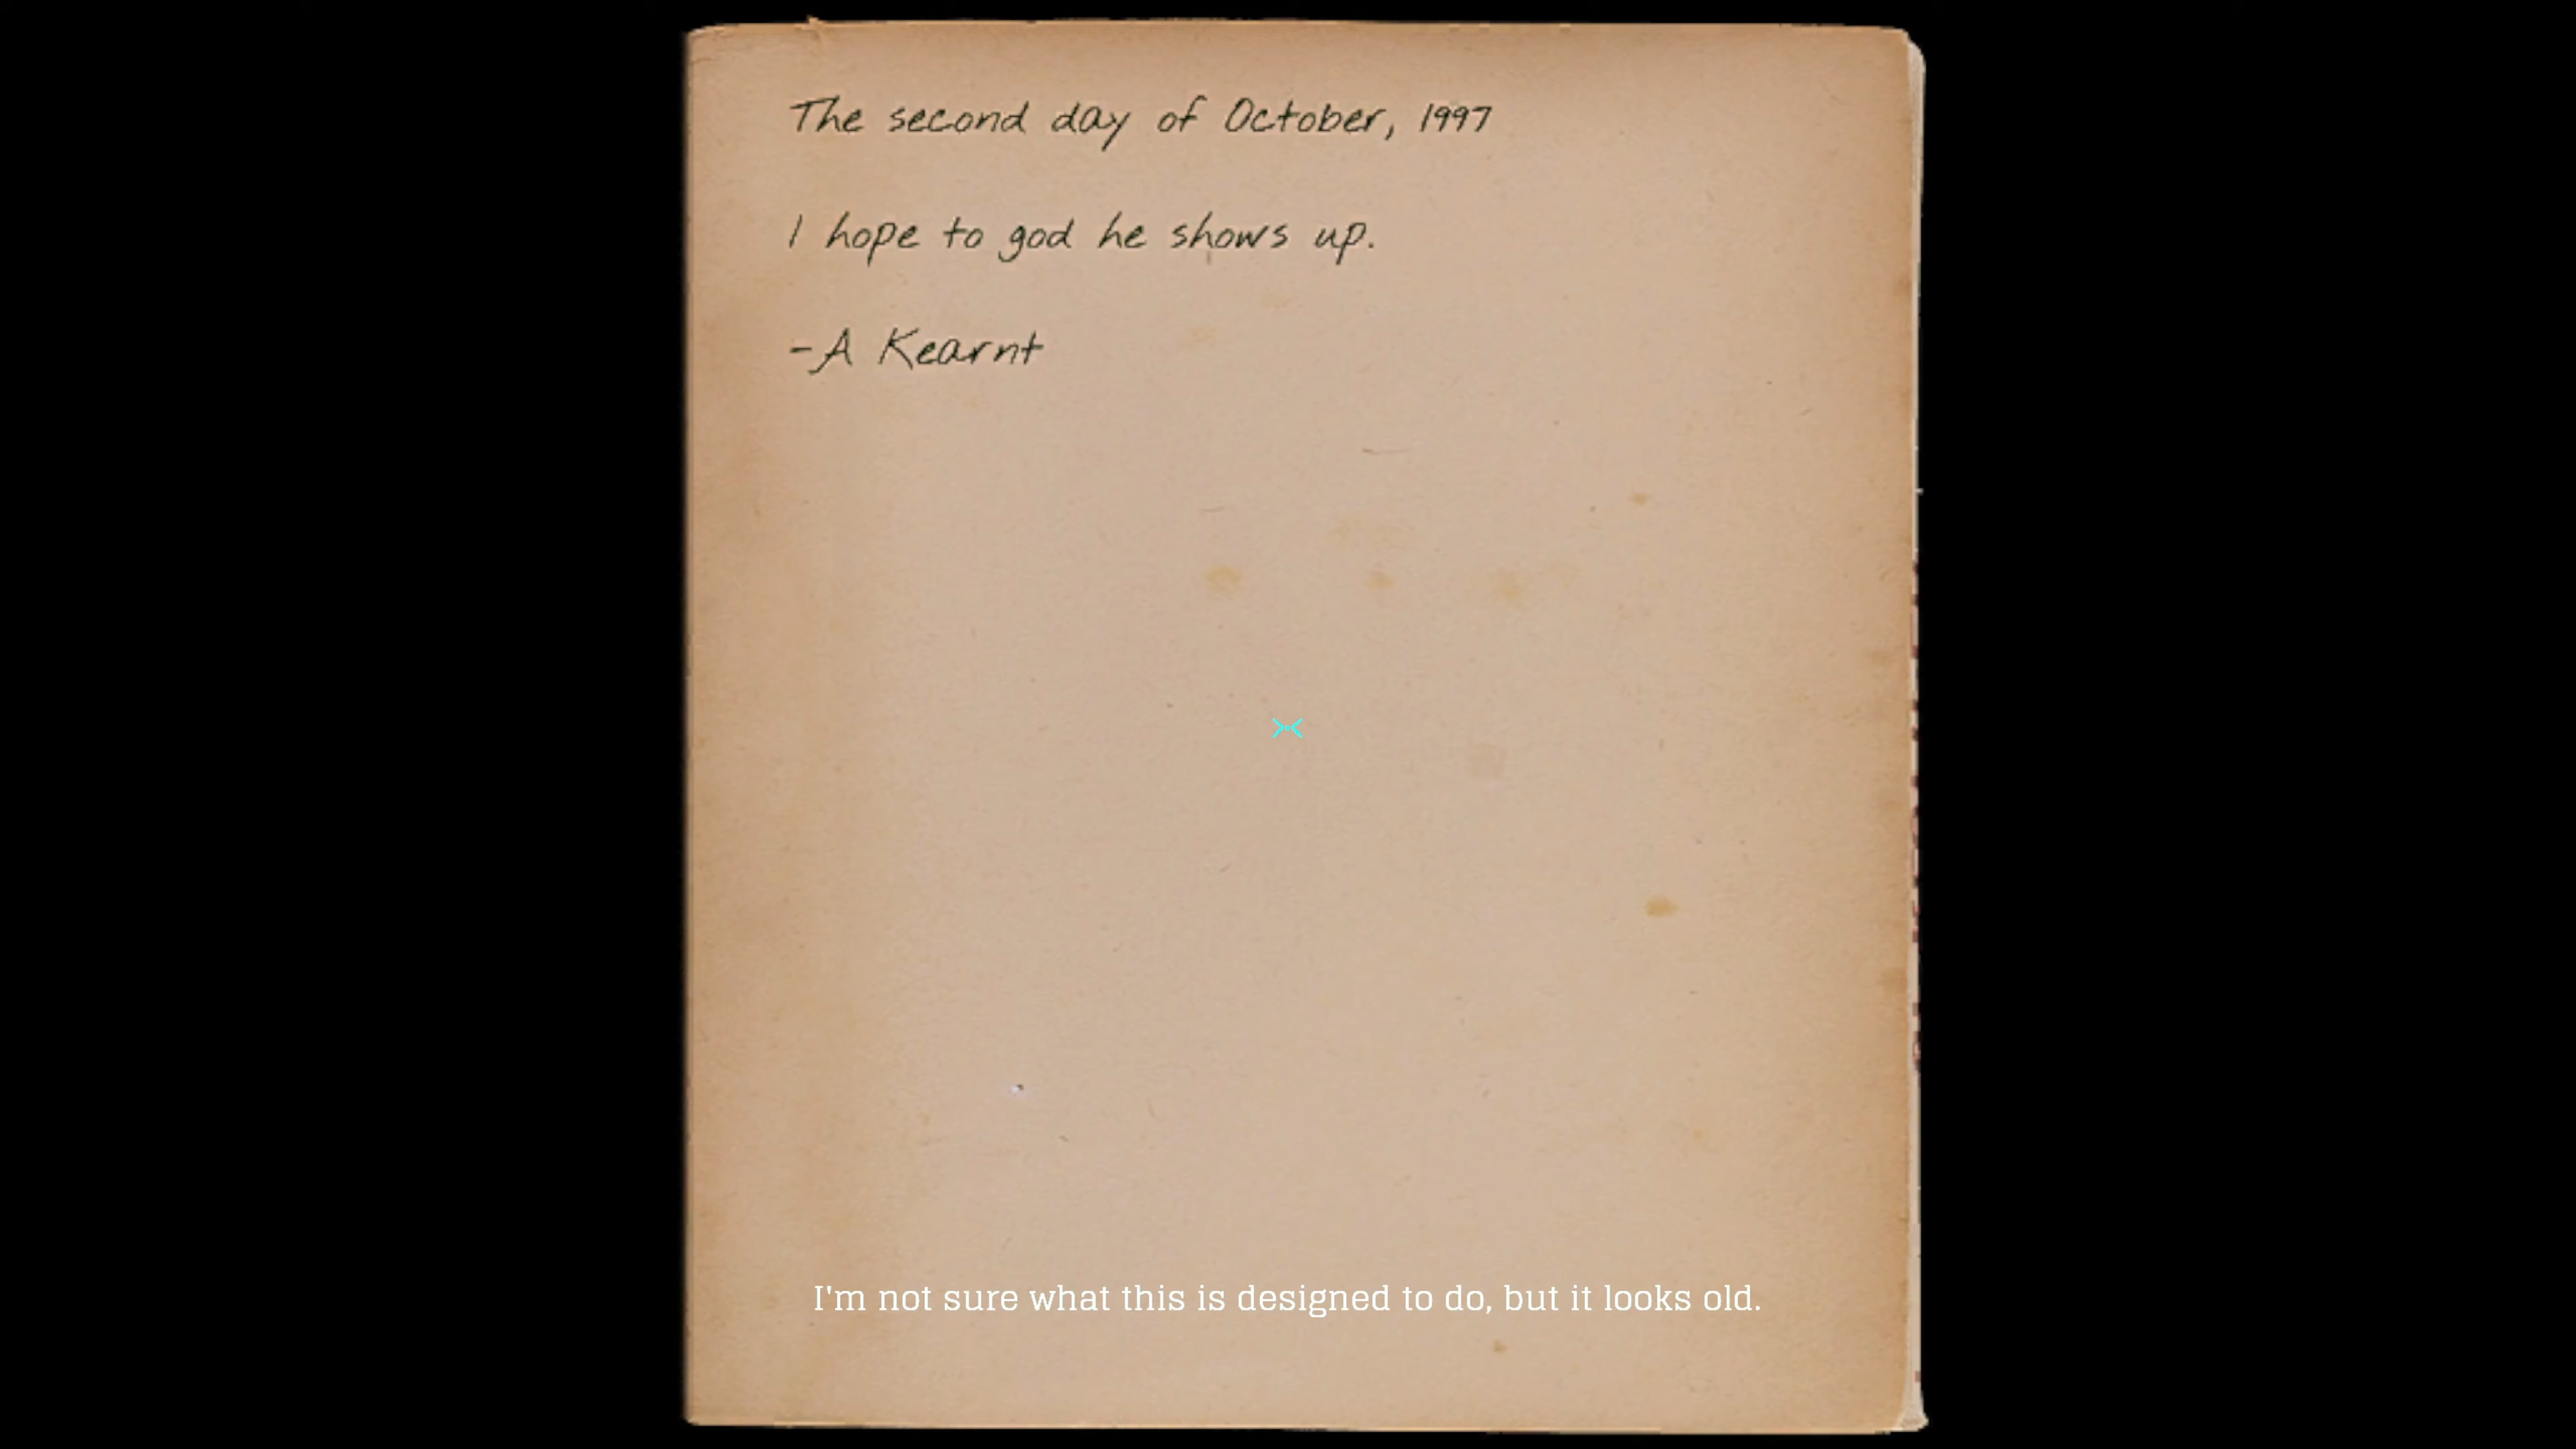 The second day of October, 1997
I hope to god he shows up.
-A Kearnt
I'm not sure what this is designed to do, but it looks old.